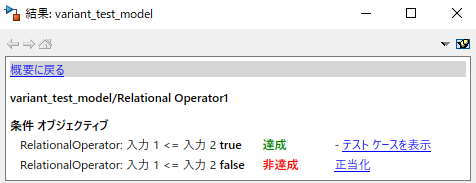 結果: variant_test_model
概要に戻る
variant_test_model/Relational Operator1
条件 オブジェクティブ
RelationalOperator: 入力 1 <= 入力 2 true 達成 - テスト ケースを表示
RelationalOperator: 入力 1 <= 入力 2 false 非達成 正当化